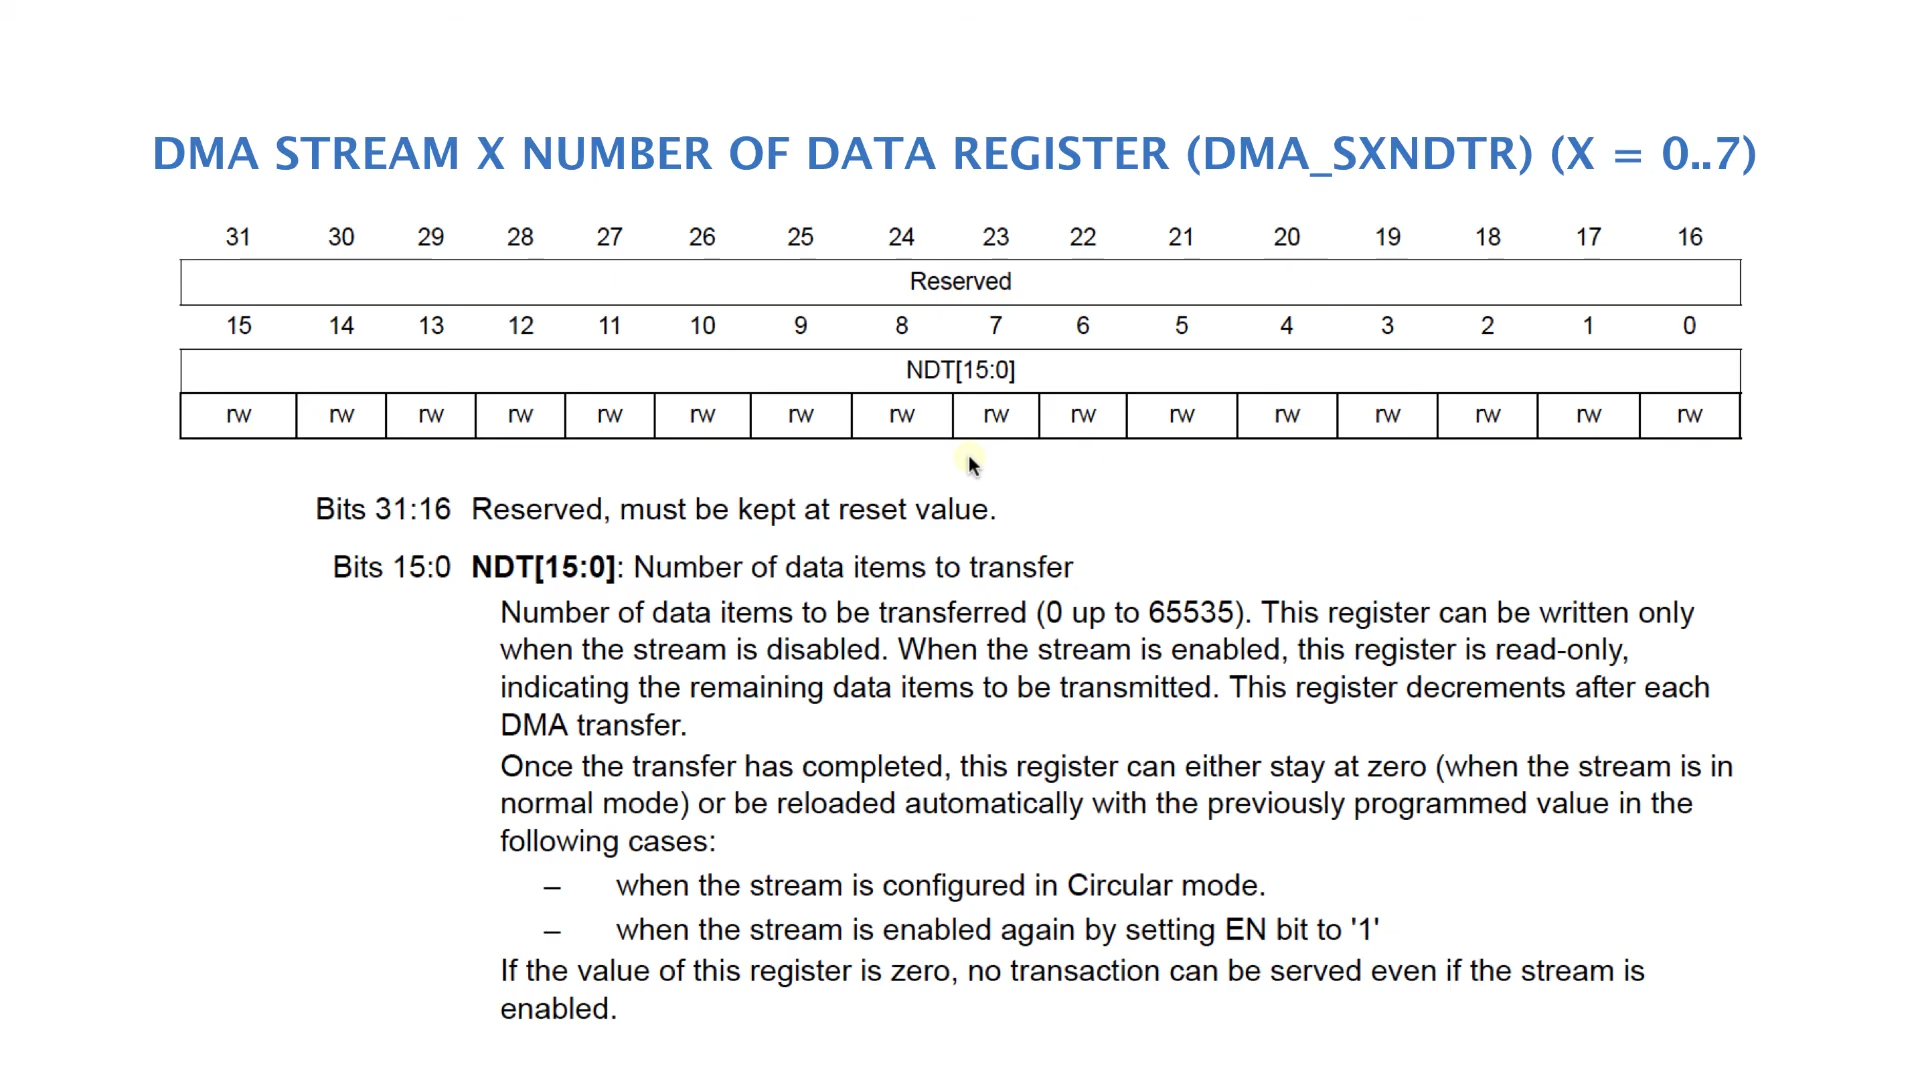 DMA STREAM X NUMBER OF DATA REGISTER (DMA_SXNDTR) (X = 0..7)
31 30 29 28 27 26 25 24 23 22 21 20 19 18 17 16
Reserved
15 14 13 12 11 10 9 8 7 6 5 4 3 2 1 0
NDT[15:0]
rw rw rw rw rw rw rw rw rw rw rw rw rw rw rw rw
Bits 31:16 Reserved, must be kept at reset value.
Bits 15:0 NDT[15:0]: Number of data items to transfer
Number of data items to be transferred (0 up to 65535). This register can be written only
when the stream is disabled. When the stream is enabled, this register is read-only,
indicating the remaining data items to be transmitted. This register decrements after each
DMA transfer.
Once the transfer has completed, this register can either stay at zero (when the stream is in
normal mode) or be reloaded automatically with the previously programmed value in the
following cases:
– when the stream is configured in Circular mode.
– when the stream is enabled again by setting EN bit to '1'
If the value of this register is zero, no transaction can be served even if the stream is
enabled.